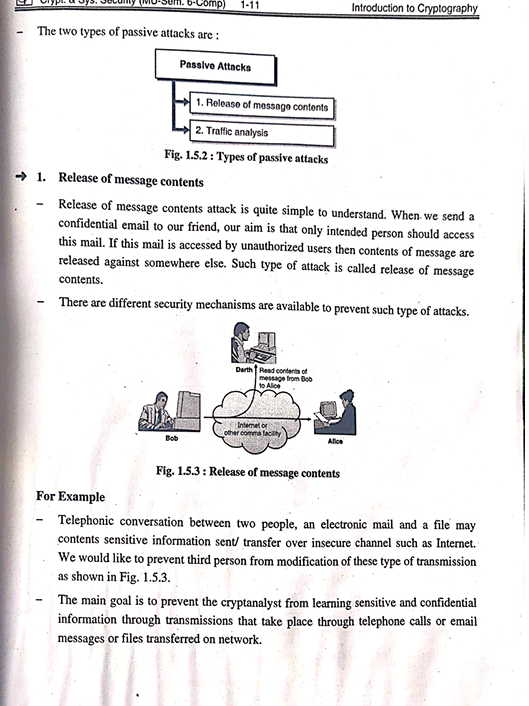 Crypt. & Sys. Security (MU-Sem. 6-Comp) 1-11 Introduction to Cryptography
– The two types of passive attacks are :
Passive Attacks
1. Release of message contents
2. Traffic analysis
Fig. 1.5.2 : Types of passive attacks
1. Release of message contents
– Release of message contents attack is quite simple to understand. When we send a
confidential email to our friend, our aim is that only intended person should access
this mail. If this mail is accessed by unauthorized users then contents of message are
released against somewhere else. Such type of attack is called release of message
contents.
– There are different security mechanisms are available to prevent such type of attacks.
Darth Read contents of
message from Bob
to Alice
Internet or
other comms facility
Bob
Alice
Fig. 1.5.3 : Release of message contents
For Example
– Telephonic conversation between two people, an electronic mail and a file may
contents sensitive information sent/ transfer over insecure channel such as Internet.
We would like to prevent third person from modification of these type of transmission
as shown in Fig. 1.5.3.
– The main goal is to prevent the cryptanalyst from learning sensitive and confidential
information through transmissions that take place through telephone calls or email
messages or files transferred on network.